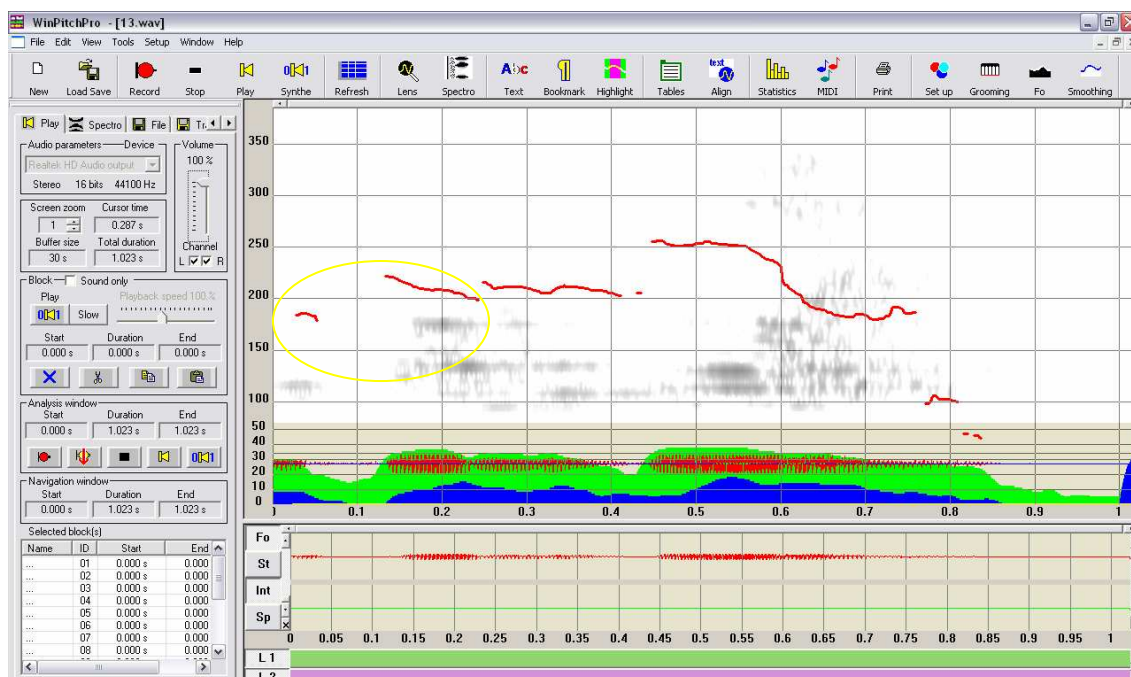 WinPitchPro - [13.wav]
File Edit View Tools Setup Window Help
New Load Save Record Stop Play Synthe Refresh Lens Spectro Text Bookmark Highlight Tables Align Statistics MIDI Print Set up Grooming Fo Smoothing
Play Spectro File
Audio parameters Device Volume
Realtek HD Audio output 100 %
Stereo 16 bits 44100 Hz
Screen zoom Cursor time
1 0.287 s
Buffer size Total duration Channel
30 s 1.023 s L R
Block Sound only
Play Playback speed 100.%
Slow
Start Duration End
0.000 s 0.000 s 0.000 s
Analysis window
Start Duration End
0.000 s 1.023 s 1.023 s
Navigation window
Start Duration End
0.000 s 1.023 s 1.023 s
Selected block(s)
Name ID Start End
... 01 0.000 s 0.000
... 02 0.000 s 0.000
... 03 0.000 s 0.000
... 04 0.000 s 0.000
... 05 0.000 s 0.000
... 06 0.000 s 0.000
... 07 0.000 s 0.000
... 08 0.000 s 0.000
350
300
250
200
150
100
50
40
30
20
10
0
0.1 0.2 0.3 0.4 0.5 0.6 0.7 0.8 0.9 1
Fo
St
Int
Sp
0 0.05 0.1 0.15 0.2 0.25 0.3 0.35 0.4 0.45 0.5 0.55 0.6 0.65 0.7 0.75 0.8 0.85 0.9 0.95 1
L 1